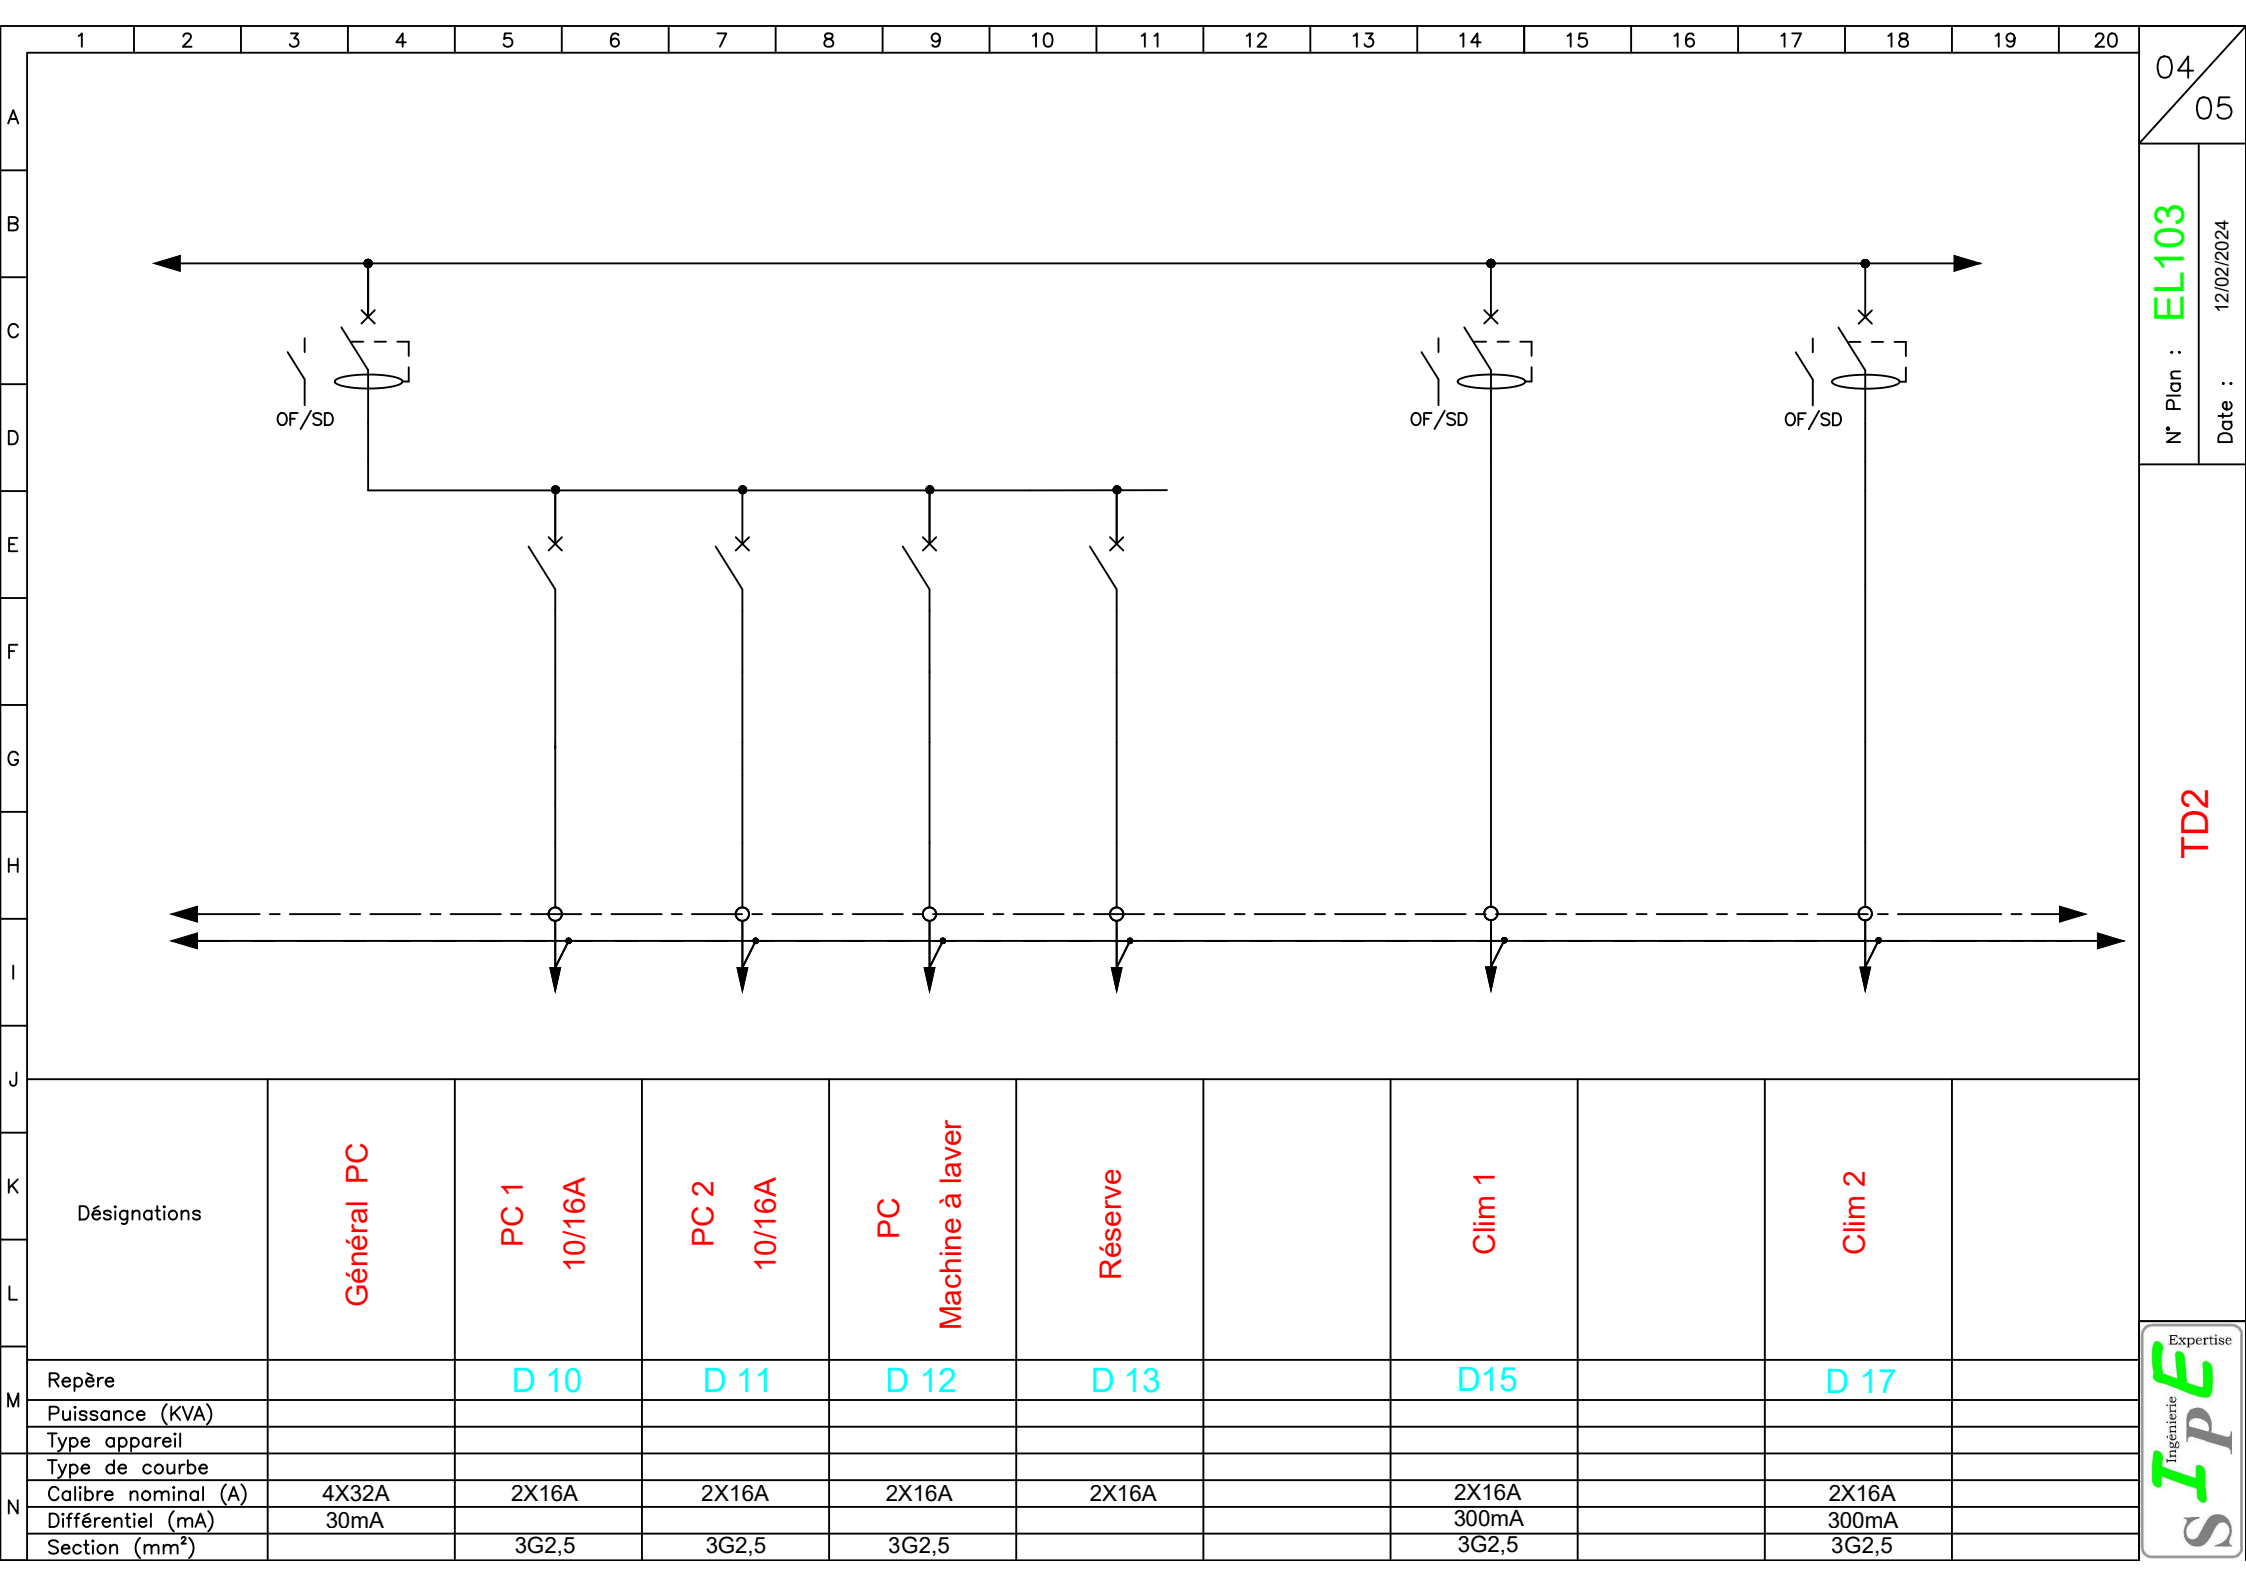 1 2 3 4 5 6 7 8 9 10 11 12 13 14 15 16 17 18 19 20
04
05
A
B
C
D
E
F
G
H
I
J
K
L
M
N
N° Plan : EL103
Date : 12/02/2024
TD2
OF/SD OF/SD OF/SD
Désignations
Général PC
PC 1
10/16A
PC 2
10/16A
PC
Machine à laver
Réserve
Clim 1
Clim 2
Repère D 10 D 11 D 12 D 13 D15 D 17
Puissance (KVA)
Type appareil
Type de courbe
Calibre nominal (A) 4X32A 2X16A 2X16A 2X16A 2X16A 2X16A 2X16A
Différentiel (mA) 30mA 300mA 300mA
Section (mm²) 3G2,5 3G2,5 3G2,5 3G2,5 3G2,5
S I P E
Ingénierie
Expertise